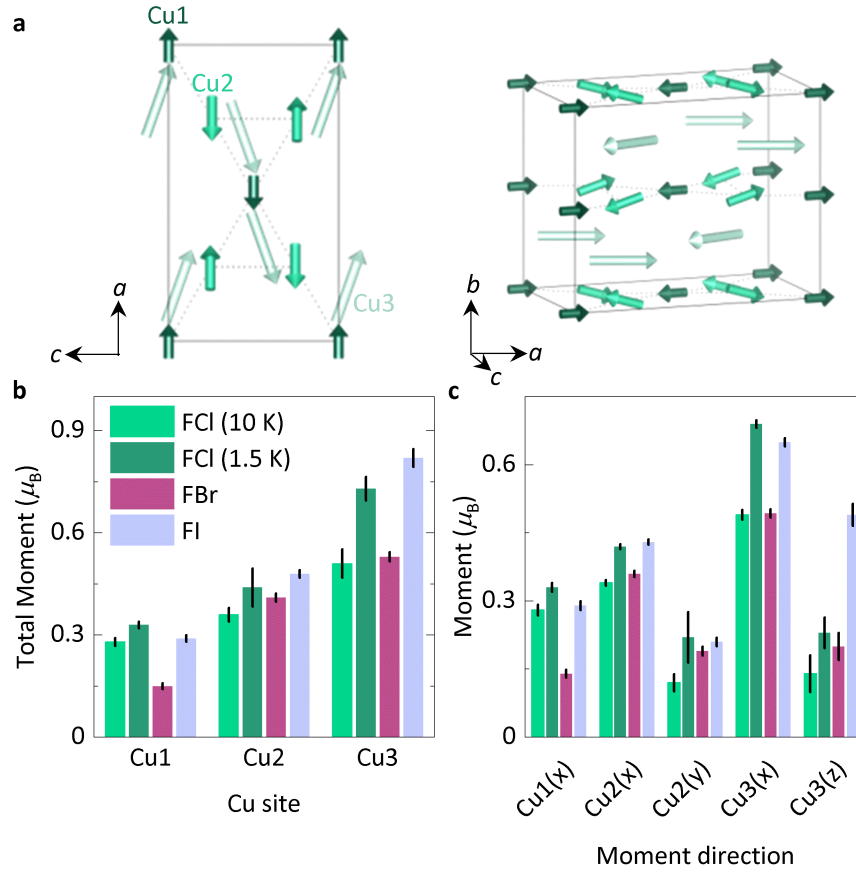 a
Cu1
Cu2
Cu3
a
c
b
a
c
b
Total Moment (μB)
0.9
0.6
0.3
0
FCl (10 K)
FCl (1.5 K)
FBr
FI
Cu1 Cu2 Cu3
Cu site
c
Moment (μB)
0.6
0.3
0
Cu1(x) Cu2(x) Cu2(y) Cu3(x) Cu3(z)
Moment direction